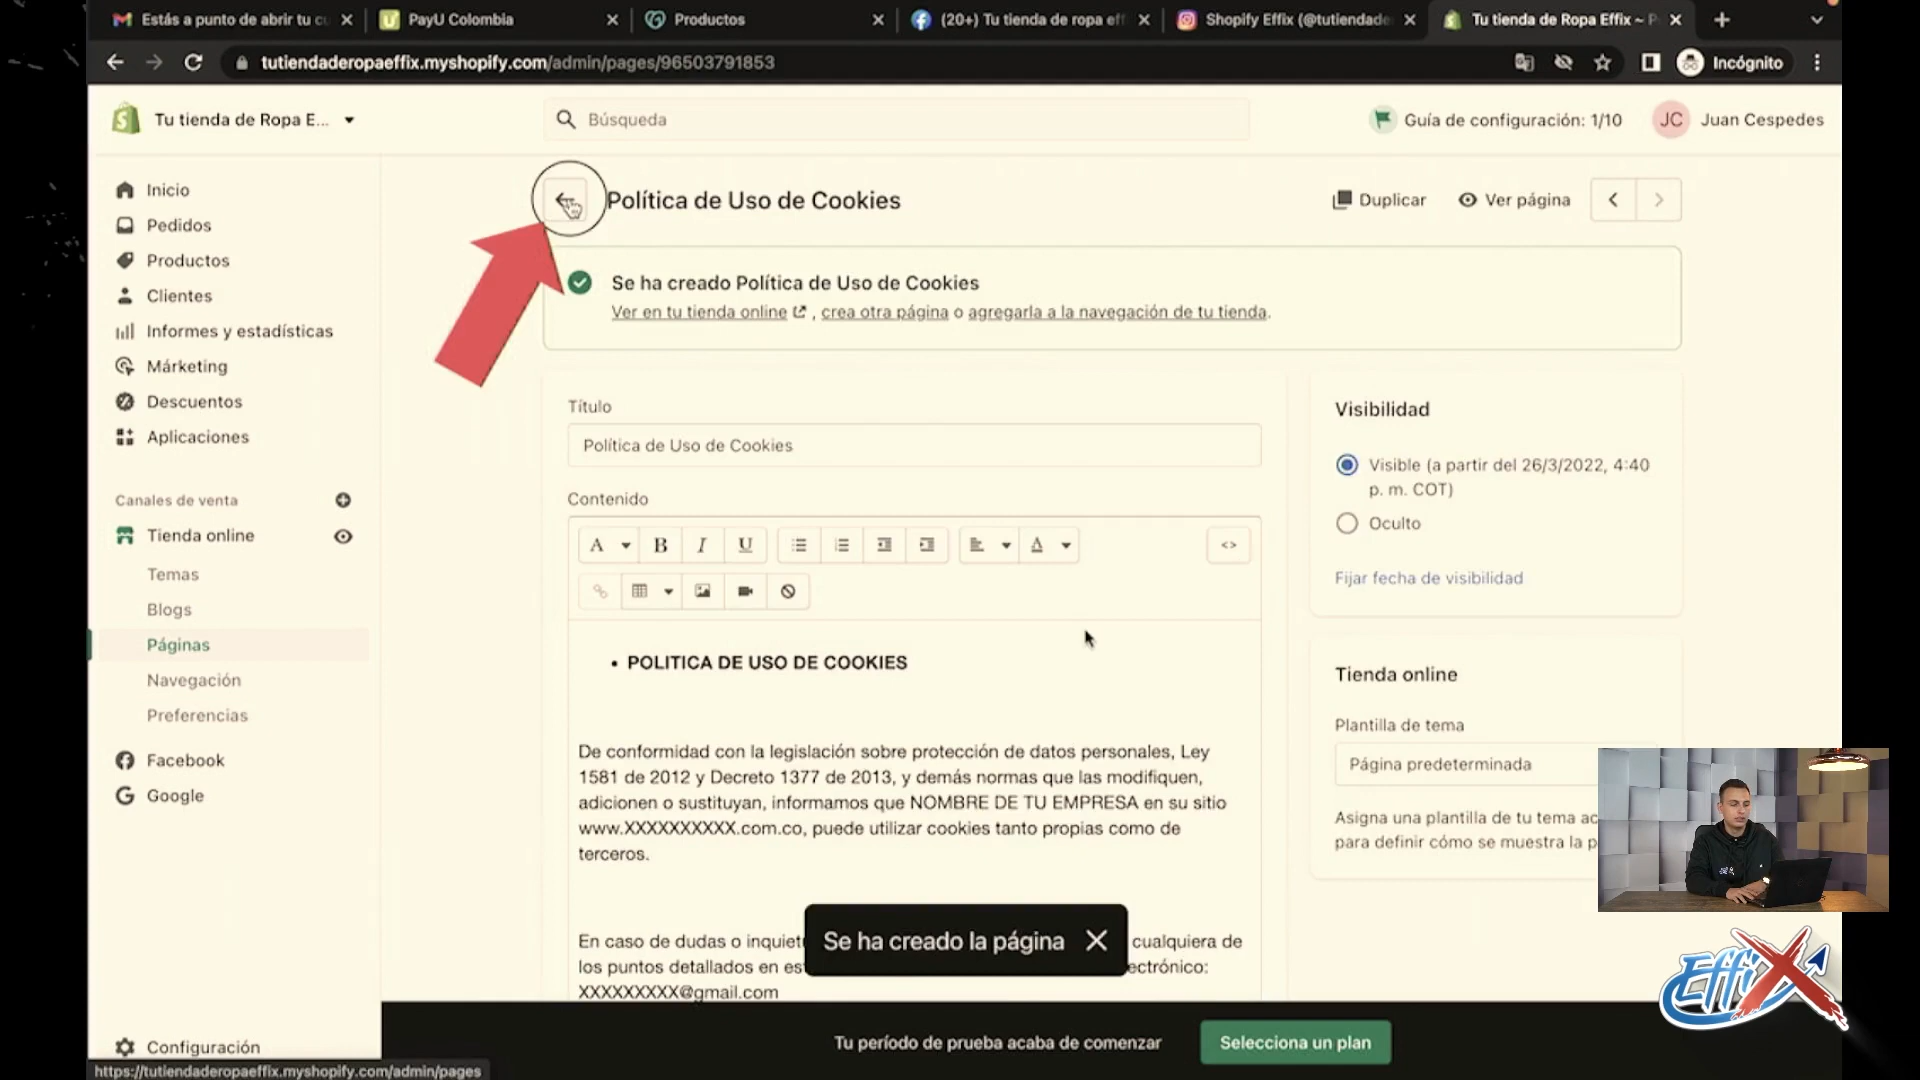 Estás a punto de abrir tu cu
PayU Colombia
Productos
(20+) Tu tienda de ropa eff
Shopify Effix (@tutiendade
Tu tienda de Ropa Effix ~ P
tutiendaderopaeffix.myshopify.com/admin/pages/96503791853
Incógnito
Tu tienda de Ropa E...
Búsqueda
Guía de configuración: 1/10
JC
Juan Cespedes
Inicio
Pedidos
Productos
Clientes
Informes y estadísticas
Márketing
Descuentos
Aplicaciones
Canales de venta
Tienda online
Temas
Blogs
Páginas
Navegación
Preferencias
Facebook
Google
Configuración
Política de Uso de Cookies
Duplicar
Ver página
Se ha creado Política de Uso de Cookies
Ver en tu tienda online , crea otra página o agregarla a la navegación de tu tienda.
Título
Política de Uso de Cookies
Contenido
A B I U A <>
• POLITICA DE USO DE COOKIES
De conformidad con la legislación sobre protección de datos personales, Ley
1581 de 2012 y Decreto 1377 de 2013, y demás normas que las modifiquen,
adicionen o sustituyan, informamos que NOMBRE DE TU EMPRESA en su sitio
www.XXXXXXXXXX.com.co, puede utilizar cookies tanto propias como de
terceros.
En caso de dudas o inquiet cualquiera de
los puntos detallados en es ectrónico:
XXXXXXXXX@gmail.com
Se ha creado la página
Visibilidad
Visible (a partir del 26/3/2022, 4:40
p. m. COT)
Oculto
Fijar fecha de visibilidad
Tienda online
Plantilla de tema
Página predeterminada
Asigna una plantilla de tu tema ac
para definir cómo se muestra la p
Effix
Tu período de prueba acaba de comenzar
Selecciona un plan
https://tutiendaderopaeffix.myshopify.com/admin/pages